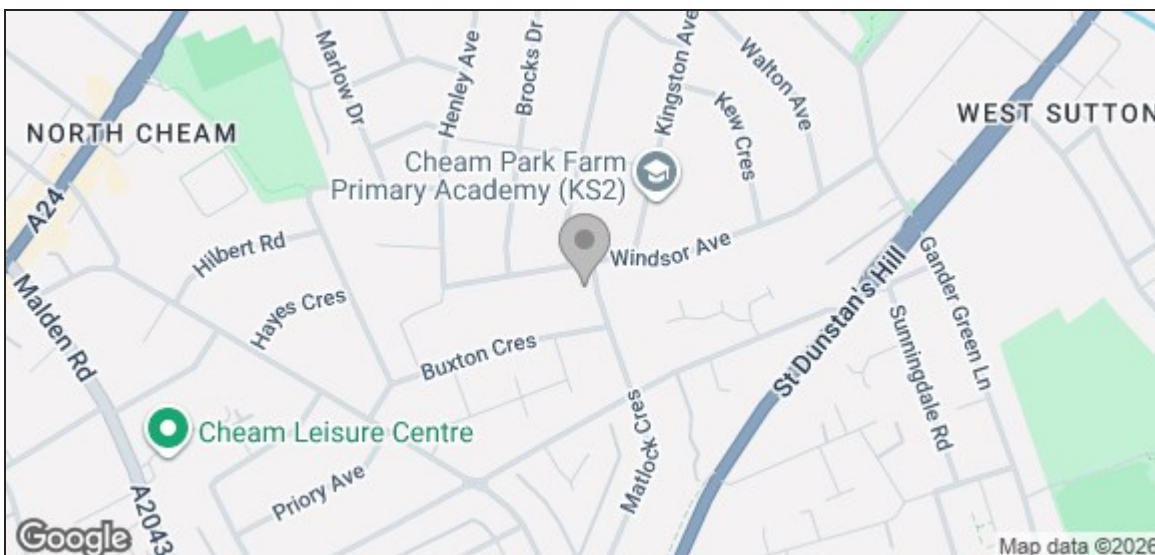 NORTH CHEAM
A24
Malden Rd
A2043
Marlow Dr
Henley Ave
Brocks Dr
Kingston Ave
Walton Ave
Kew Cres
WEST SUTTON
Cheam Park Farm
Primary Academy (KS2)
Hilbert Rd
Hayes Cres
Windsor Ave
Buxton Cres
Matlock Cres
St Dunstan's Hill
Gander Green Ln
Sunningdale Rd
Cheam Leisure Centre
Priory Ave
Google
Map data ©2026